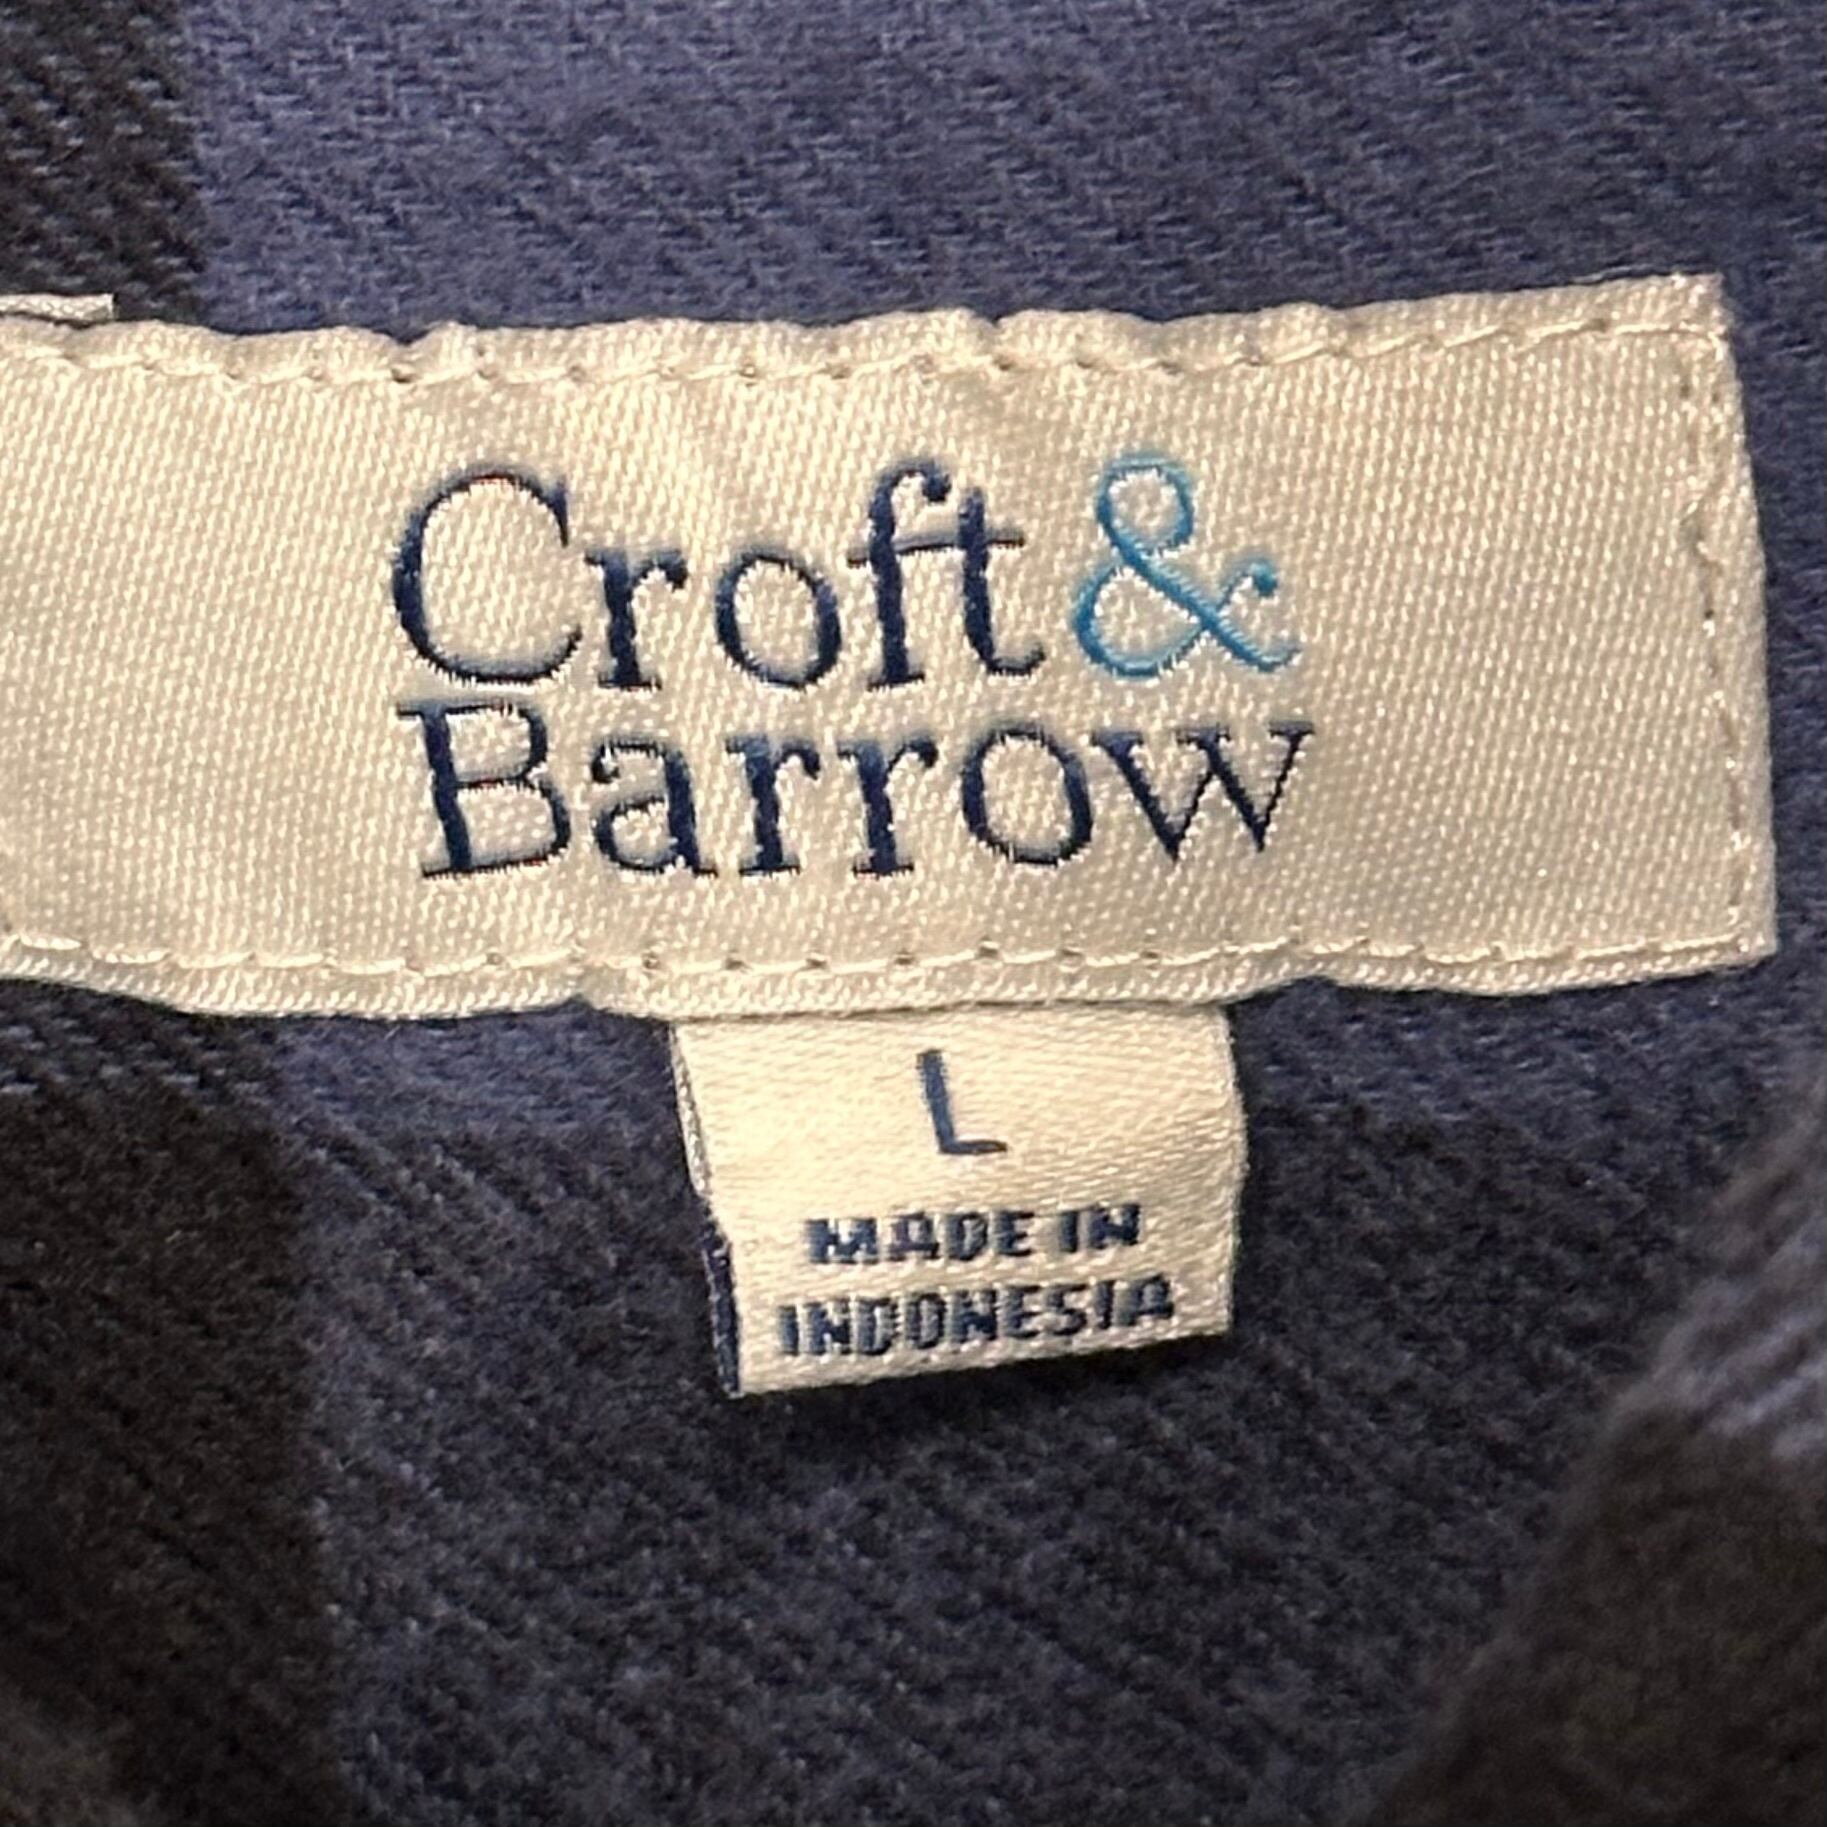 Croft &
Barrow
L
MADE IN
INDONESIA